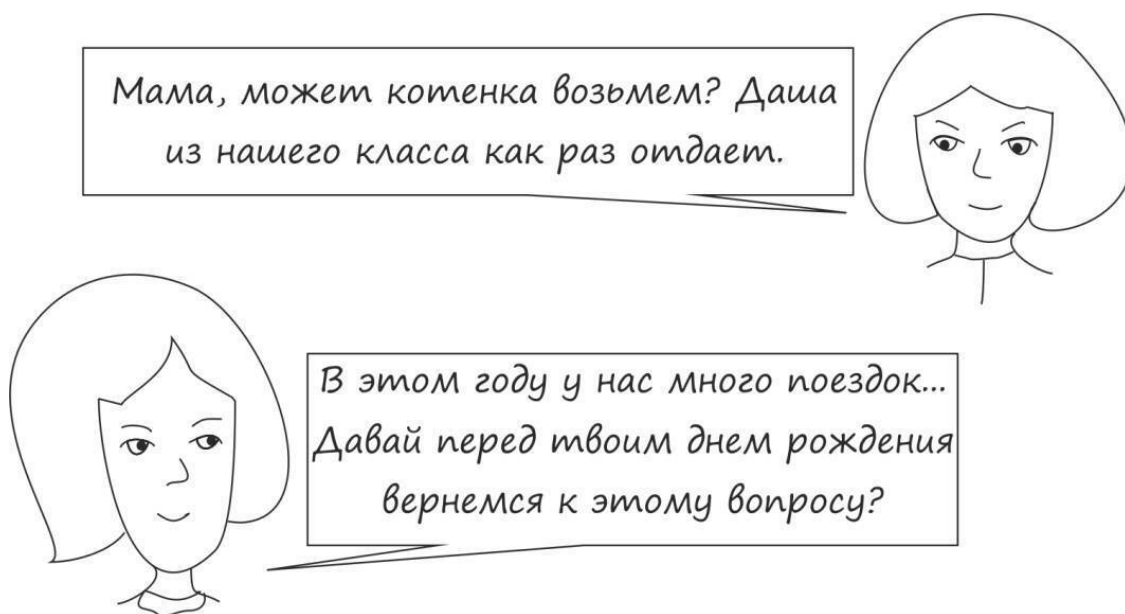 Мама, может котенка возьмем? Даша
из нашего класса как раз отдает.
В этом году у нас много поездок...
Давай перед твоим днем рождения
вернемся к этому вопросу?